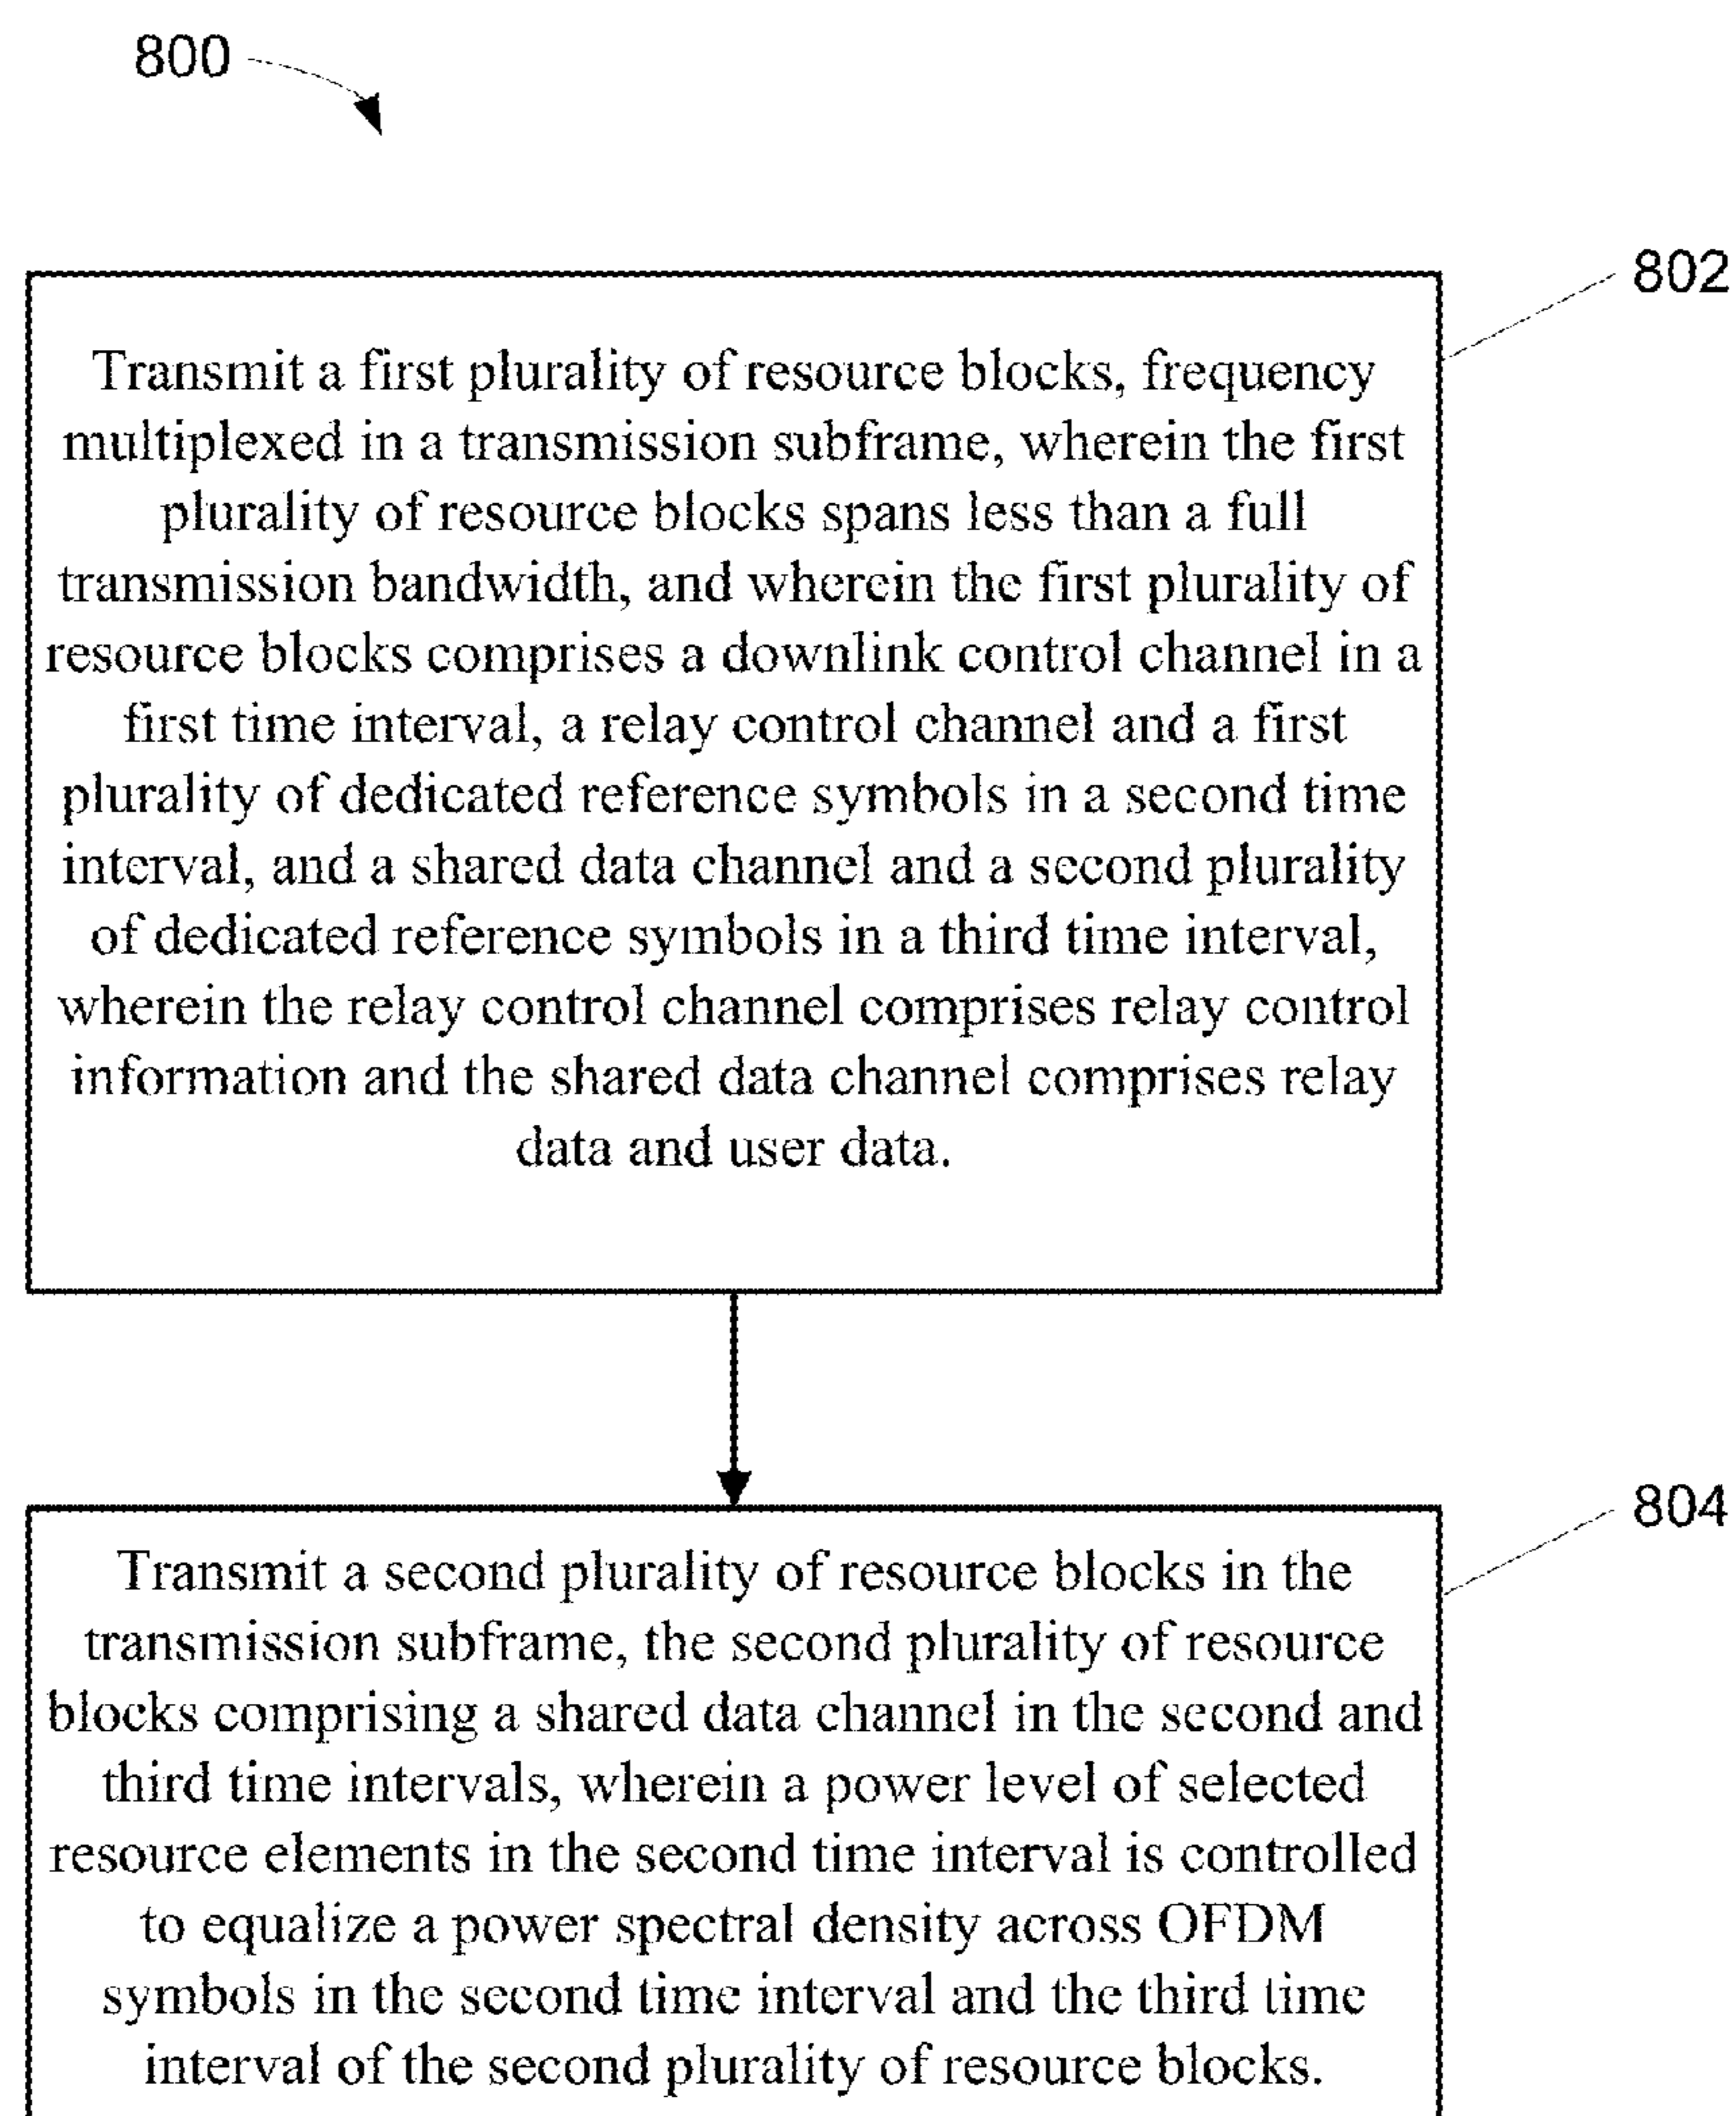 800
802
Transmit a first plurality of resource blocks, frequency
multiplexed in a transmission subframe, wherein the first
plurality of resource blocks spans less than a full
transmission bandwidth, and wherein the first plurality of
resource blocks comprises a downlink control channel in a
first time interval, a relay control channel and a first
plurality of dedicated reference symbols in a second time
interval, and a shared data channel and a second plurality
of dedicated reference symbols in a third time interval,
wherein the relay control channel comprises relay control
information and the shared data channel comprises relay
data and user data.
804
Transmit a second plurality of resource blocks in the
transmission subframe, the second plurality of resource
blocks comprising a shared data channel in the second and
third time intervals, wherein a power level of selected
resource elements in the second time interval is controlled
to equalize a power spectral density across OFDM
symbols in the second time interval and the third time
interval of the second plurality of resource blocks.